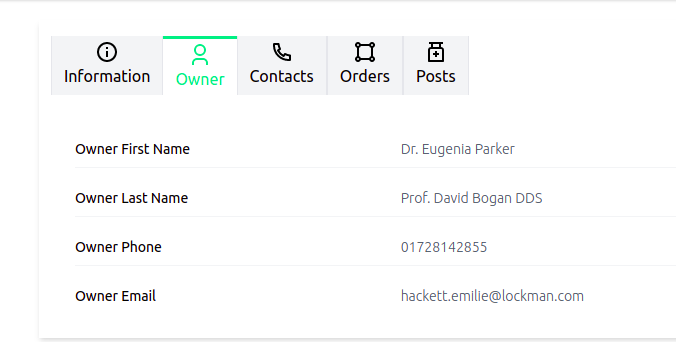 Information Owner Contacts Orders Posts
Owner First Name Dr. Eugenia Parker
Owner Last Name Prof. David Bogan DDS
Owner Phone 01728142855
Owner Email hackett.emilie@lockman.com